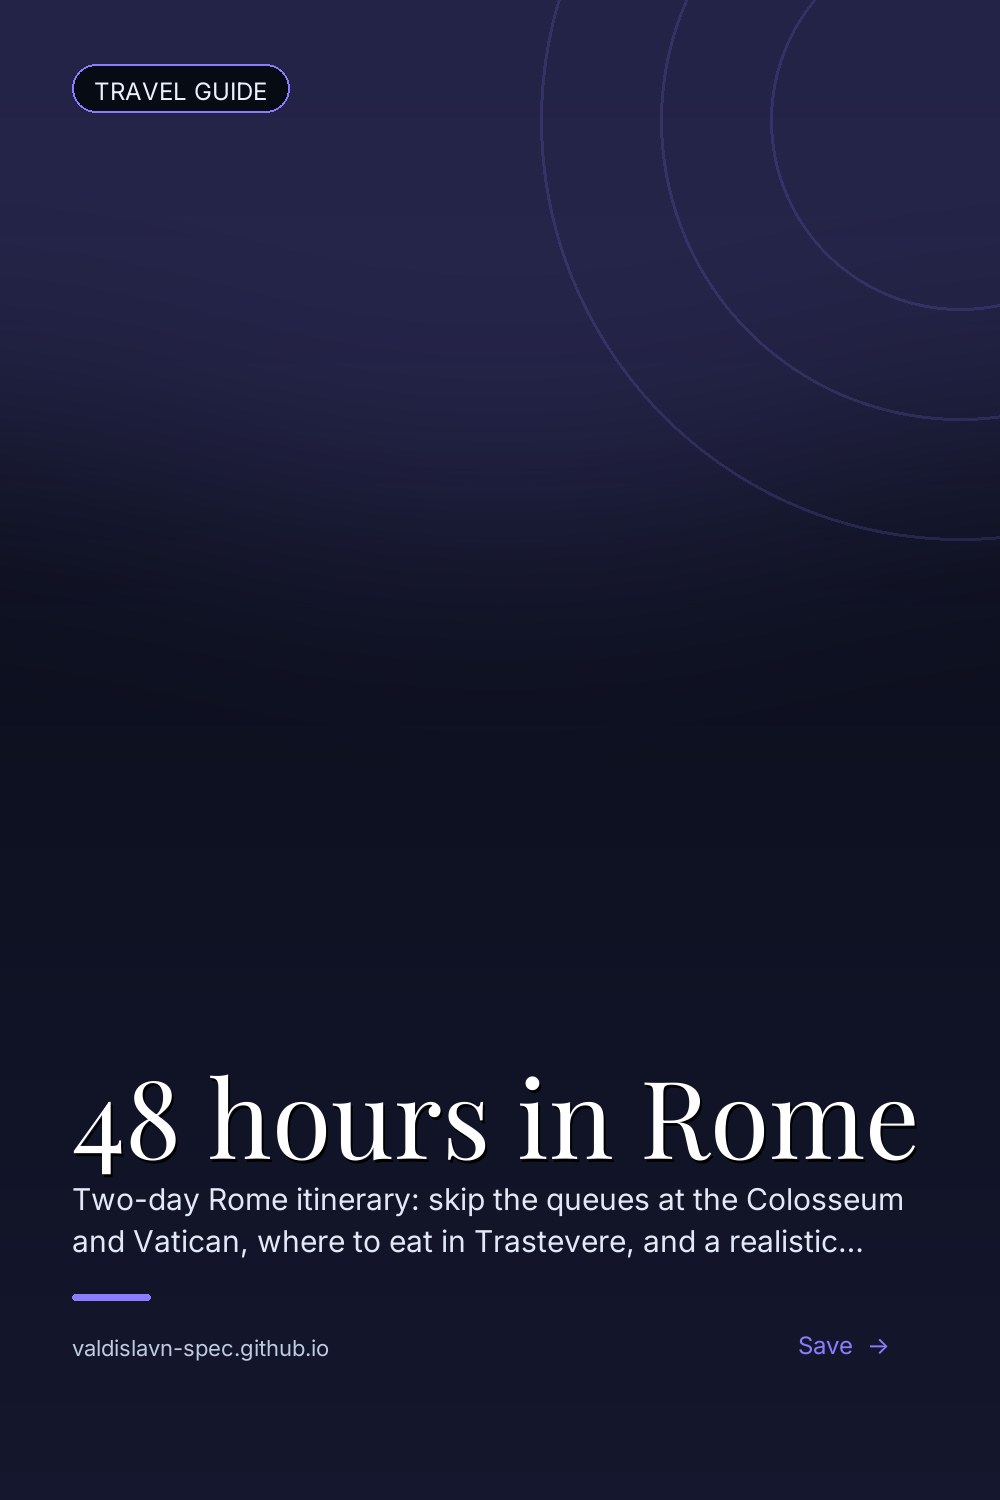 TRAVEL GUIDE
48 hours in Rome
Two-day Rome itinerary: skip the queues at the Colosseum
and Vatican, where to eat in Trastevere, and a realistic...
valdislavn-spec.github.io
Save →